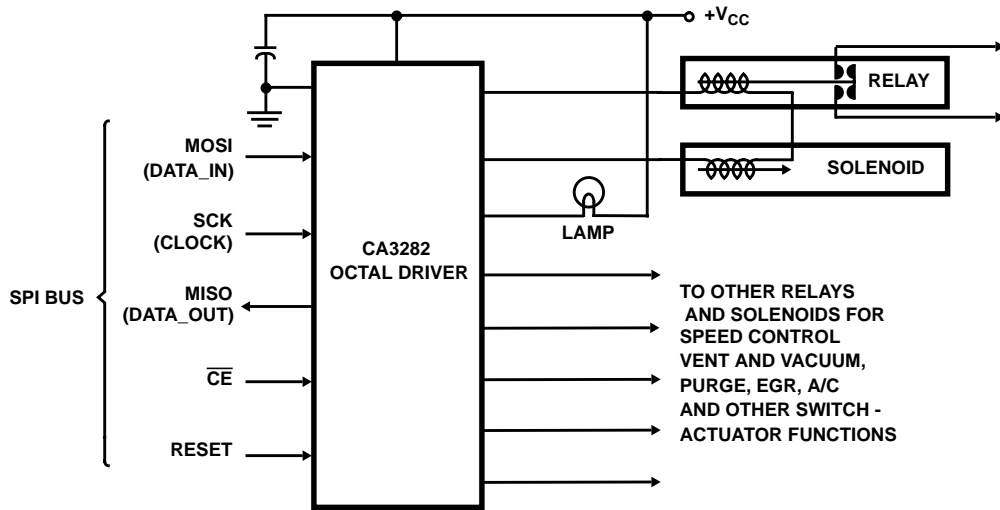 +VCC
RELAY
SOLENOID
LAMP
SPI BUS
MOSI
(DATA_IN)
SCK
(CLOCK)
MISO
(DATA_OUT)
CE
RESET
CA3282
OCTAL DRIVER
TO OTHER RELAYS
AND SOLENOIDS FOR
SPEED CONTROL
VENT AND VACUUM,
PURGE, EGR, A/C
AND OTHER SWITCH -
ACTUATOR FUNCTIONS